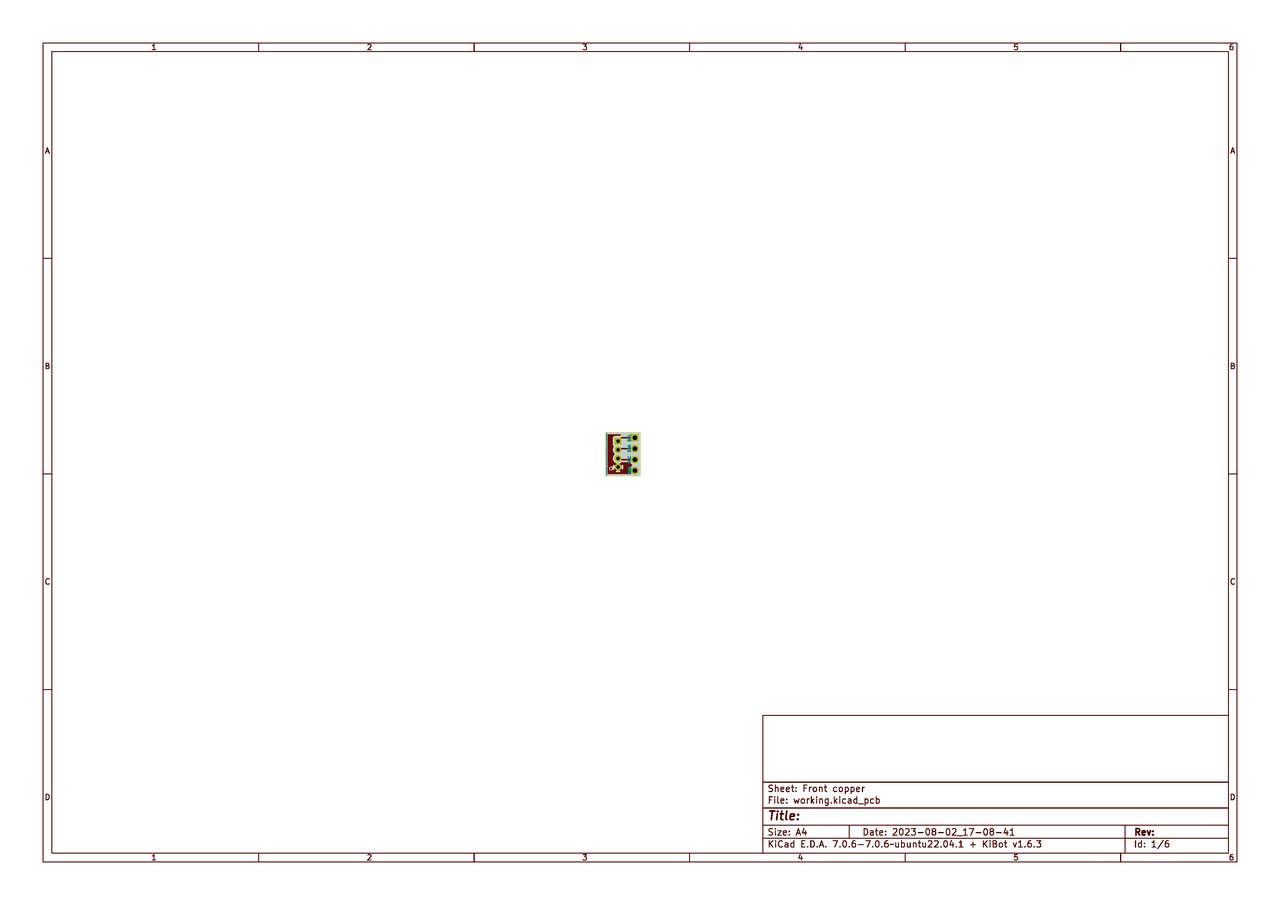 1 2 3 4 5 6
A A
B B
C C
D D
Sheet: Front copper
File: working.kicad_pcb
Title:
Size: A4 Date: 2023-08-02_17-08-41 Rev:
KiCad E.D.A. 7.0.6-7.0.6~ubuntu22.04.1 + KiBot v1.6.3 Id: 1/6
1 2 3 4 5 6